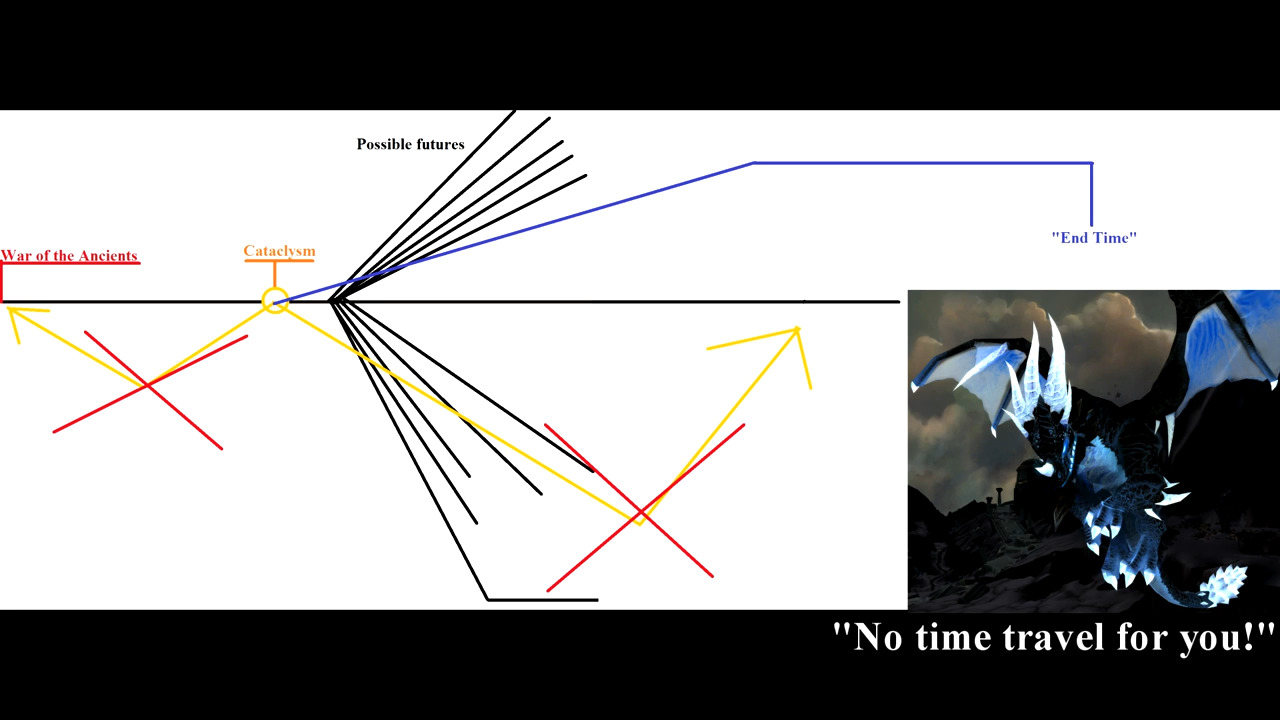 Possible futures
"End Time"
War of the Ancients
Cataclysm
"No time travel for you!"